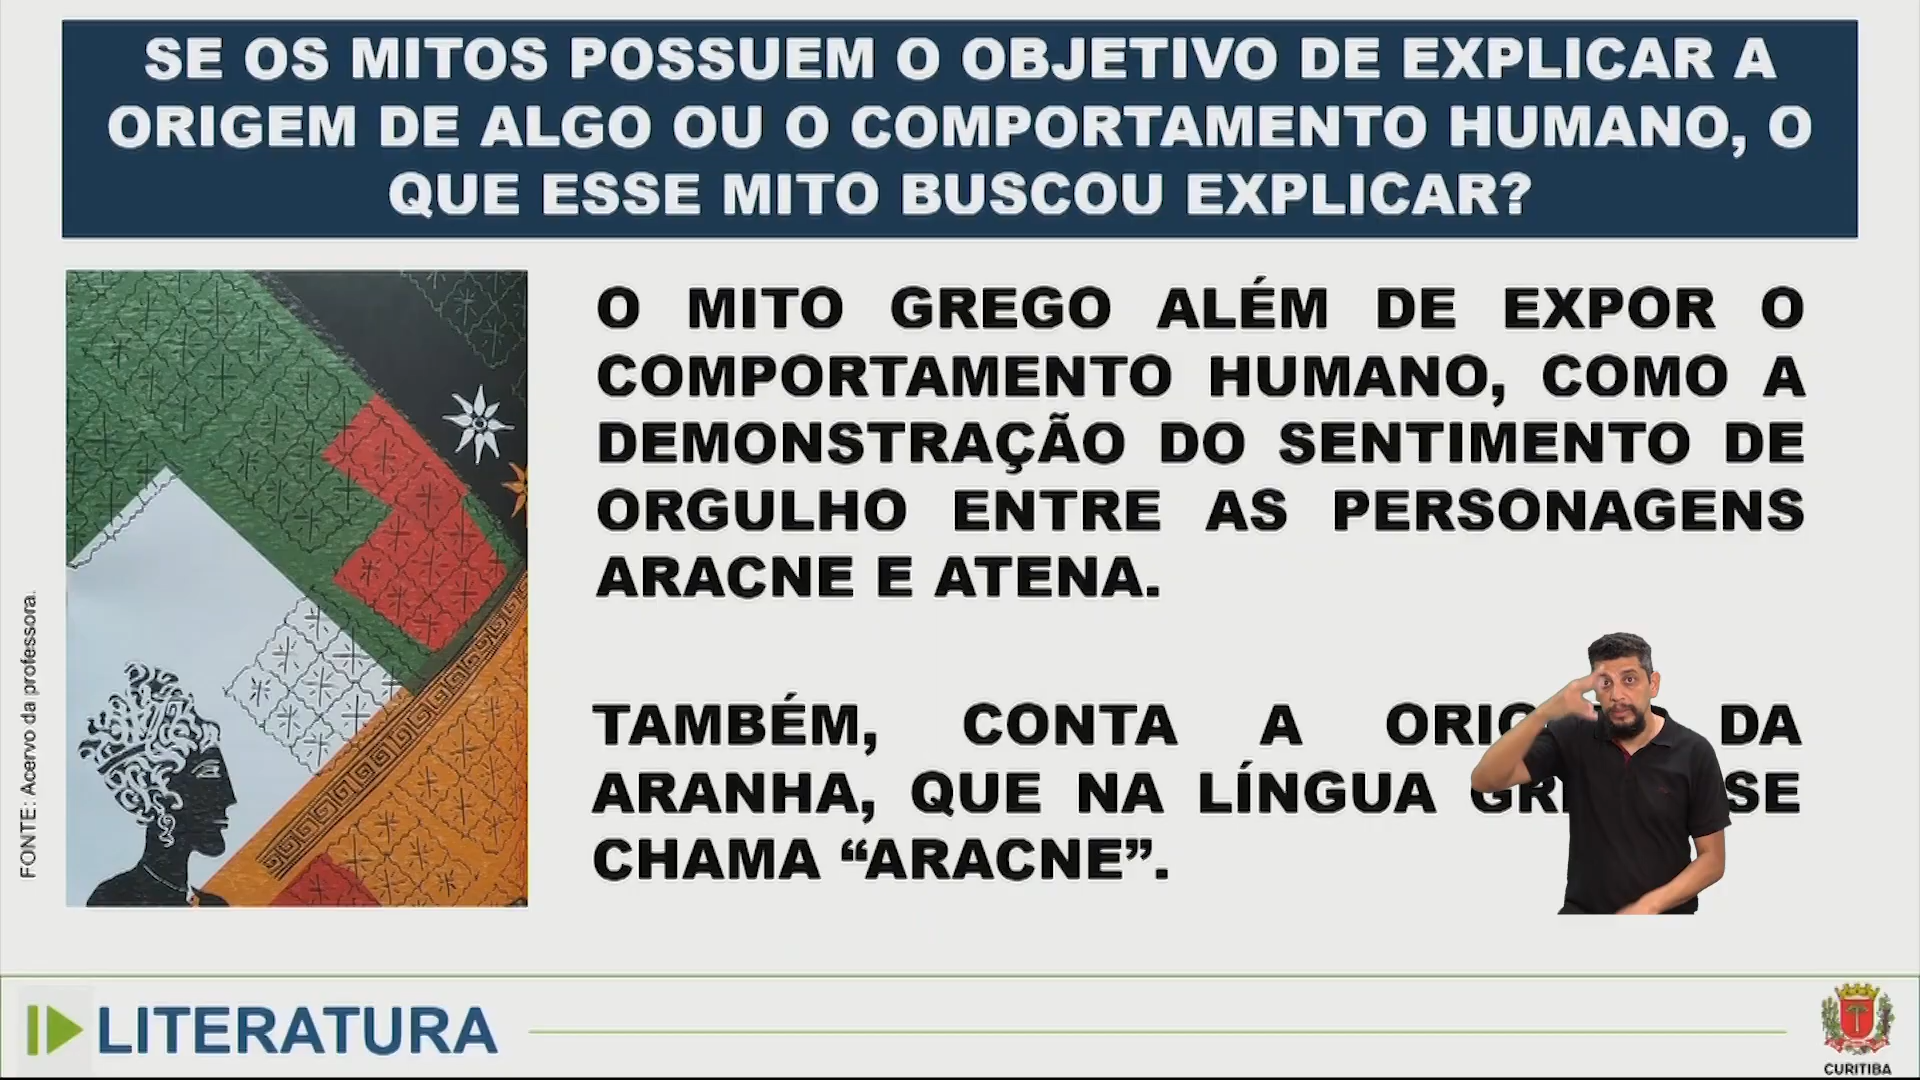 SE OS MITOS POSSUEM O OBJETIVO DE EXPLICAR A
ORIGEM DE ALGO OU O COMPORTAMENTO HUMANO, O
QUE ESSE MITO BUSCOU EXPLICAR?
O MITO GREGO ALÉM DE EXPOR O
COMPORTAMENTO HUMANO, COMO A
DEMONSTRAÇÃO DO SENTIMENTO DE
ORGULHO ENTRE AS PERSONAGENS
ARACNE E ATENA.
TAMBÉM, CONTA A DA
ARANHA, QUE NA LÍNGUA SE
CHAMA “ARACNE”.
FONTE: Acervo da professora.
LITERATURA
CURITIBA